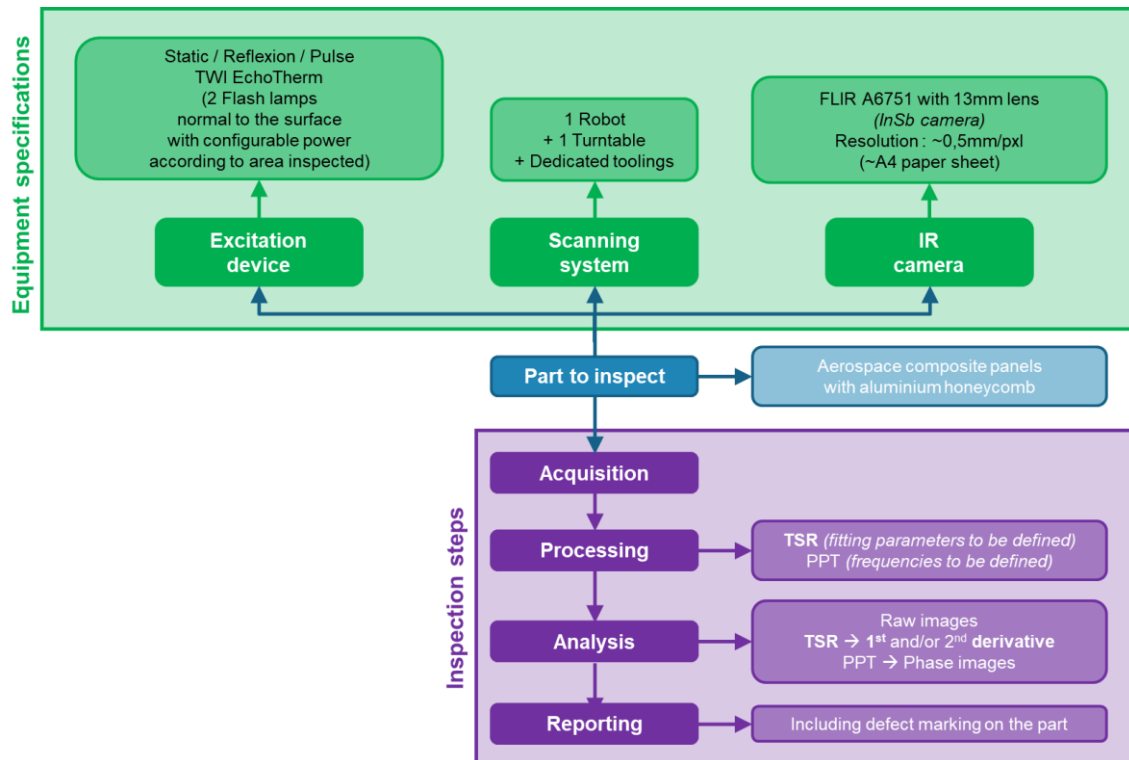 Equipment specifications
Static / Reflexion / Pulse
TWI EchoTherm
(2 Flash lamps
normal to the surface
with configurable power
according to area inspected)
1 Robot
+ 1 Turntable
+ Dedicated toolings
FLIR A6751 with 13mm lens
(InSb camera)
Resolution : ~0,5mm/pxl
(~A4 paper sheet)
Excitation
device
Scanning
system
IR
camera
Part to inspect
Aerospace composite panels
with aluminium honeycomb
Inspection steps
Acquisition
Processing
TSR (fitting parameters to be defined)
PPT (frequencies to be defined)
Analysis
Raw images
TSR → 1st and/or 2nd derivative
PPT → Phase images
Reporting
Including defect marking on the part